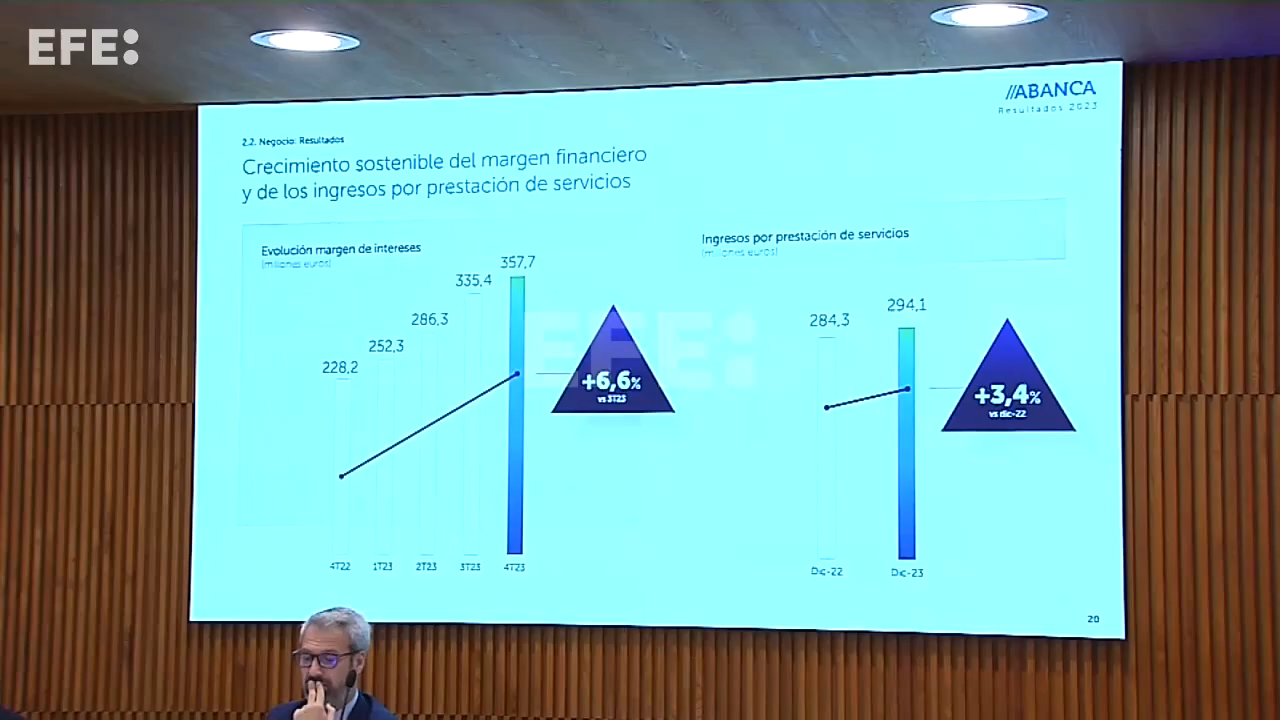 EFE:
//ABANCA
Resultados 2023
2.2. Negocio: Resultados
Crecimiento sostenible del margen financiero
y de los ingresos por prestación de servicios
Evolución margen de intereses
(millones euros)
228,2
252,3
286,3
335,4
357,7
+6,6%
vs 3T23
4T22
1T23
2T23
3T23
4T23
Ingresos por prestación de servicios
(millones euros)
284,3
294,1
+3,4%
vs dic-22
Dic-22
Dic-23
EFE:
20